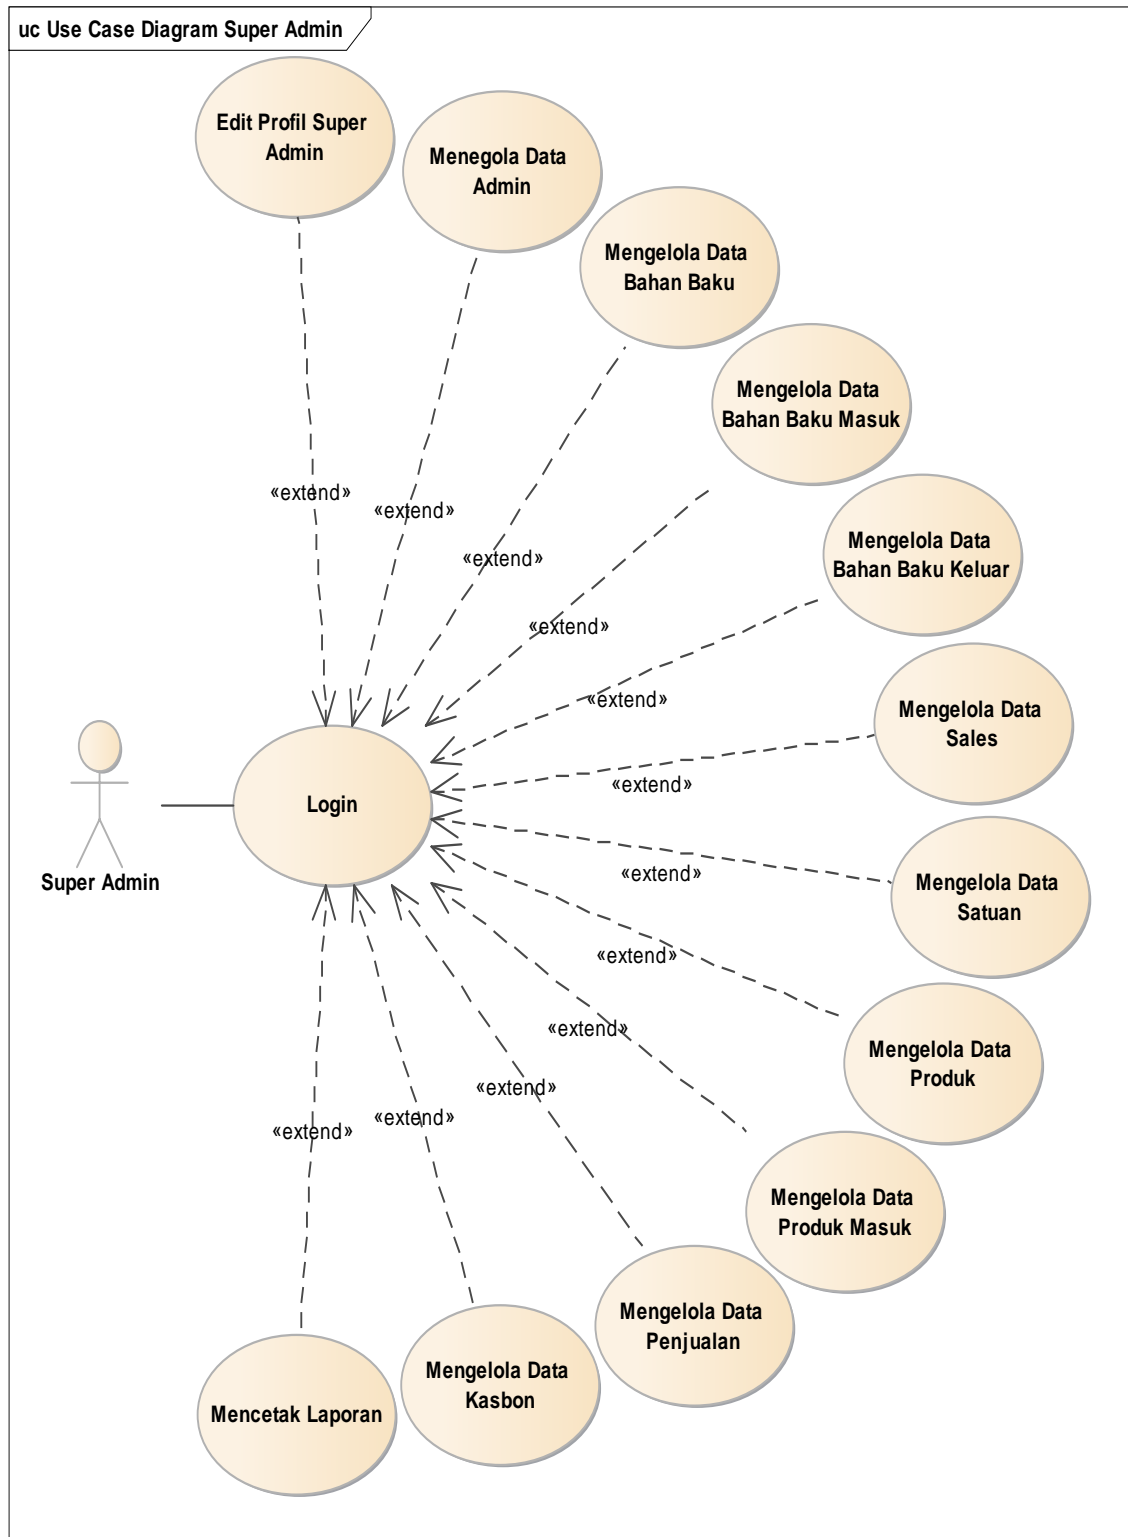 uc Use Case Diagram Super Admin
Edit Profil Super
Admin
Menegola Data
Admin
Mengelola Data
Bahan Baku
Mengelola Data
Bahan Baku Masuk
«extend»
«extend»
Mengelola Data
Bahan Baku Keluar
«extend»
«extend»
«extend»
Mengelola Data
Sales
«extend»
Login
Super Admin
«extend»
Mengelola Data
Satuan
«extend»
«extend»
Mengelola Data
Produk
«extend»
«extend»
«extend»
Mengelola Data
Produk Masuk
Mengelola Data
Penjualan
Mengelola Data
Kasbon
Mencetak Laporan